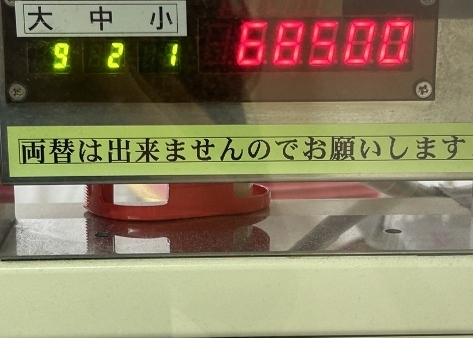 大 中 小
9 2 1 68500
両替は出来ませんのでお願いします